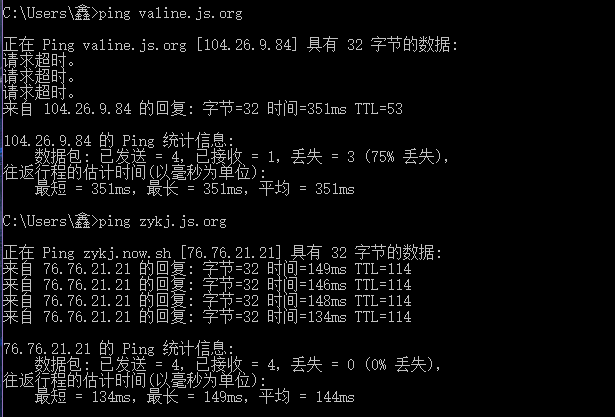 C:\Users\鑫>ping valine.js.org
正在 Ping valine.js.org [104.26.9.84] 具有 32 字节的数据:
请求超时。
请求超时。
请求超时。
来自 104.26.9.84 的回复: 字节=32 时间=351ms TTL=53
104.26.9.84 的 Ping 统计信息:
数据包: 已发送 = 4，已接收 = 1，丢失 = 3 (75% 丢失)，
往返行程的估计时间(以毫秒为单位):
最短 = 351ms，最长 = 351ms，平均 = 351ms
C:\Users\鑫>ping zykj.js.org
正在 Ping zykj.now.sh [76.76.21.21] 具有 32 字节的数据:
来自 76.76.21.21 的回复: 字节=32 时间=149ms TTL=114
来自 76.76.21.21 的回复: 字节=32 时间=146ms TTL=114
来自 76.76.21.21 的回复: 字节=32 时间=148ms TTL=114
来自 76.76.21.21 的回复: 字节=32 时间=134ms TTL=114
76.76.21.21 的 Ping 统计信息:
数据包: 已发送 = 4，已接收 = 4，丢失 = 0 (0% 丢失)，
往返行程的估计时间(以毫秒为单位):
最短 = 134ms，最长 = 149ms，平均 = 144ms